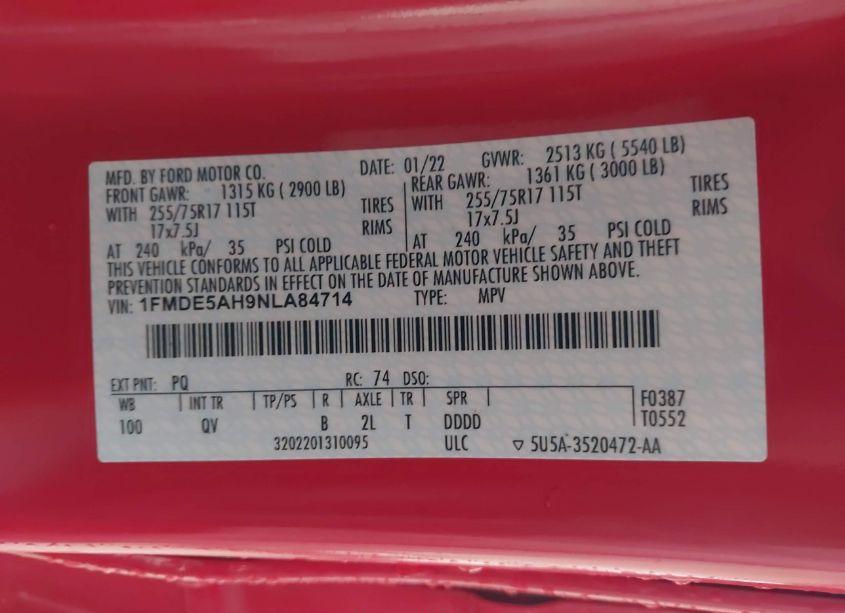 MFD. BY FORD MOTOR CO. DATE: 01/22 GVWR: 2513 KG ( 5540 LB)
FRONT GAWR: 1315 KG ( 2900 LB) REAR GAWR: 1361 KG ( 3000 LB)
WITH 255/75R17 115T TIRES WITH 255/75R17 115T TIRES
17x7.5J RIMS 17x7.5J RIMS
AT 240 kPa/ 35 PSI COLD AT 240 kPa/ 35 PSI COLD
THIS VEHICLE CONFORMS TO ALL APPLICABLE FEDERAL MOTOR VEHICLE SAFETY AND THEFT
PREVENTION STANDARDS IN EFFECT ON THE DATE OF MANUFACTURE SHOWN ABOVE.
VIN: 1FMDE5AH9NLA84714 TYPE: MPV
EXT PNT: PQ RC: 74 DSO:
WB INT TR TP/PS R AXLE TR SPR F0387
100 QV B 2L T DDDD T0552
3202201310095 ULC ▽ 5U5A-3520472-AA